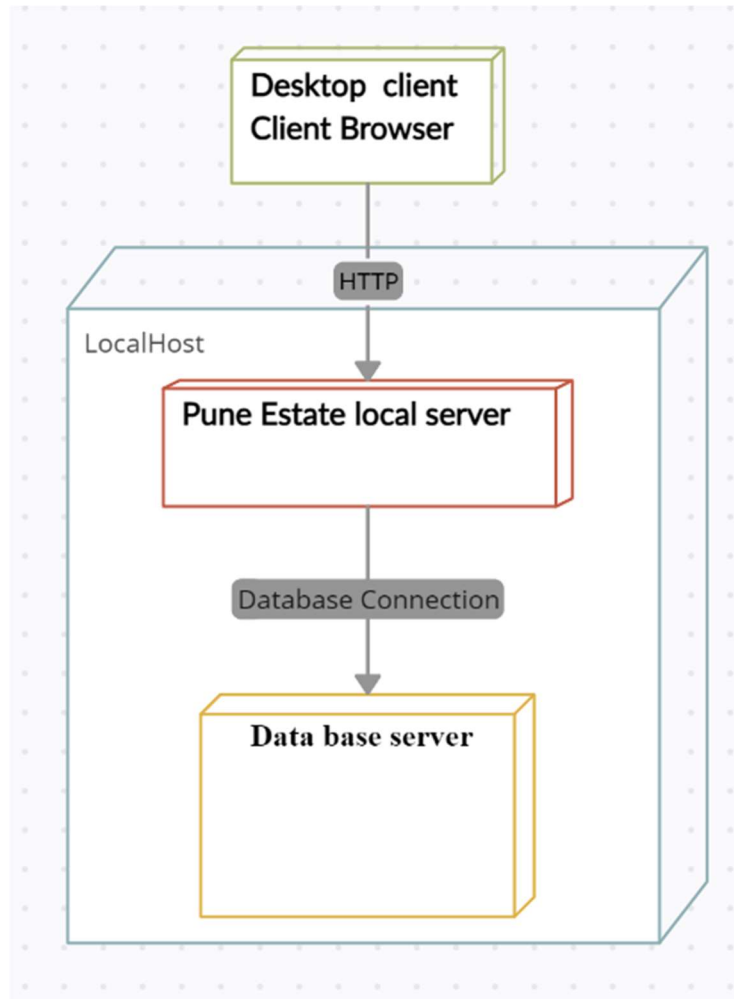 Desktop client
Client Browser
HTTP
LocalHost
Pune Estate local server
Database Connection
Data base server